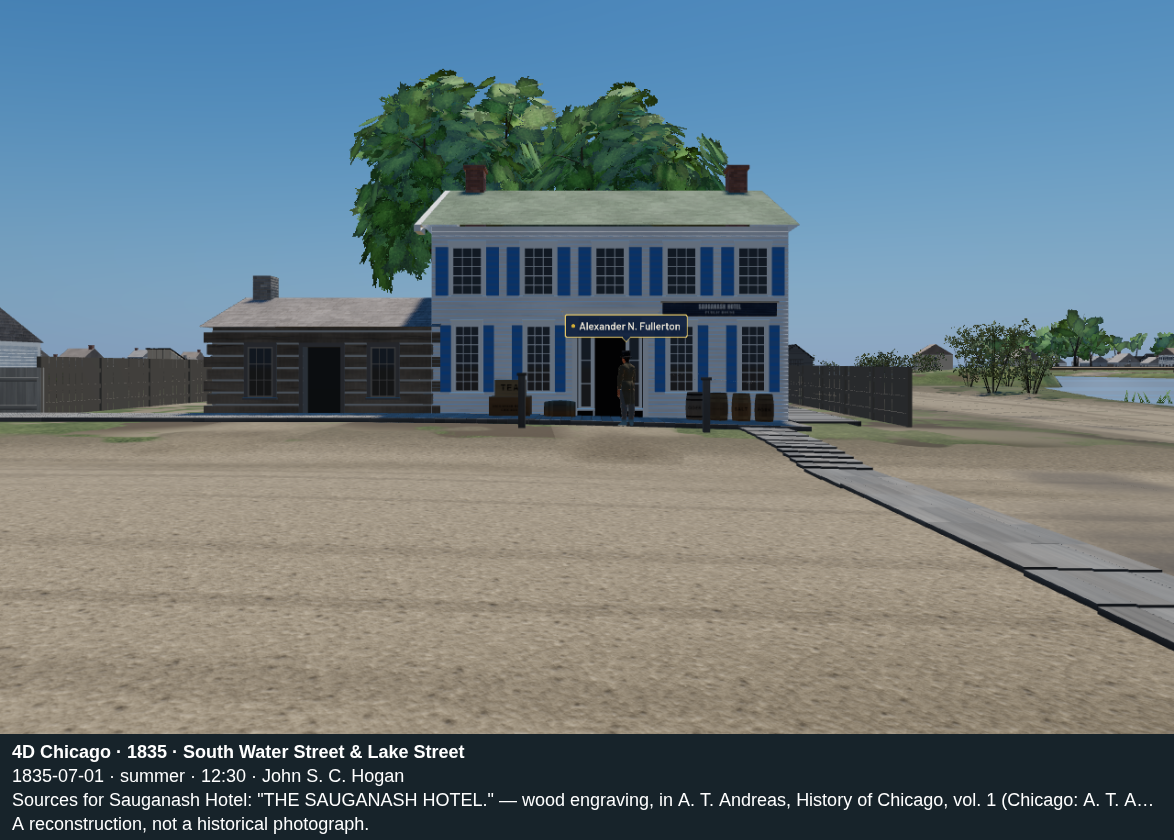 SAUGANASH HOTEL
Alexander N. Fullerton
TEA
4D Chicago · 1835 · South Water Street & Lake Street
1835-07-01 · summer · 12:30 · John S. C. Hogan
Sources for Sauganash Hotel: "THE SAUGANASH HOTEL." — wood engraving, in A. T. Andreas, History of Chicago, vol. 1 (Chicago: A. T. A…
A reconstruction, not a historical photograph.